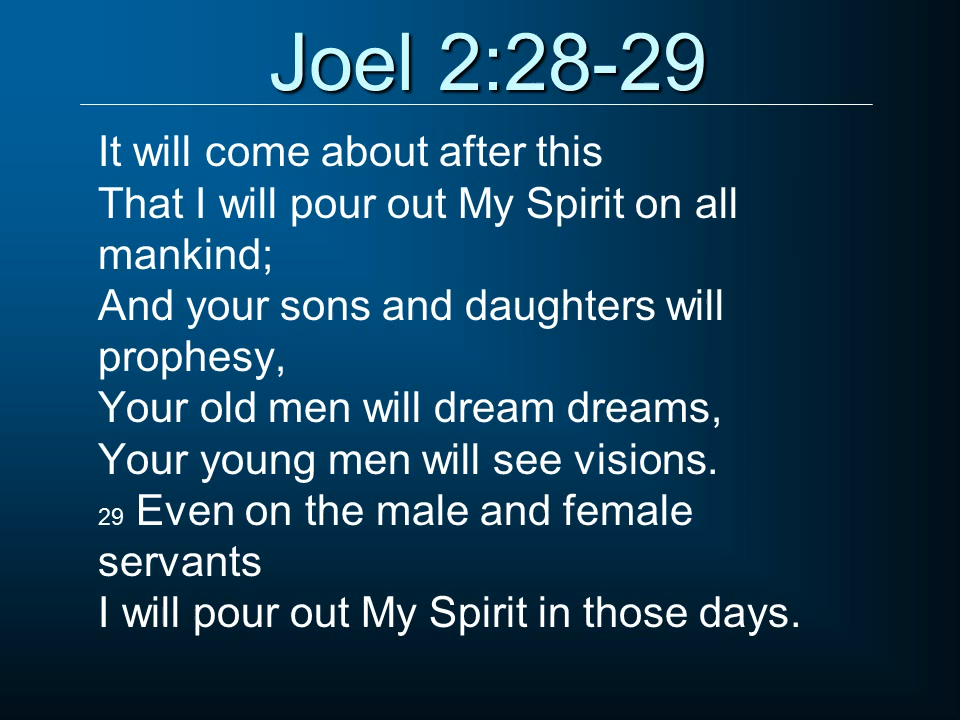 Joel 2:28-29
It will come about after this
That I will pour out My Spirit on all
mankind;
And your sons and daughters will
prophesy,
Your old men will dream dreams,
Your young men will see visions.
29 Even on the male and female
servants
I will pour out My Spirit in those days.